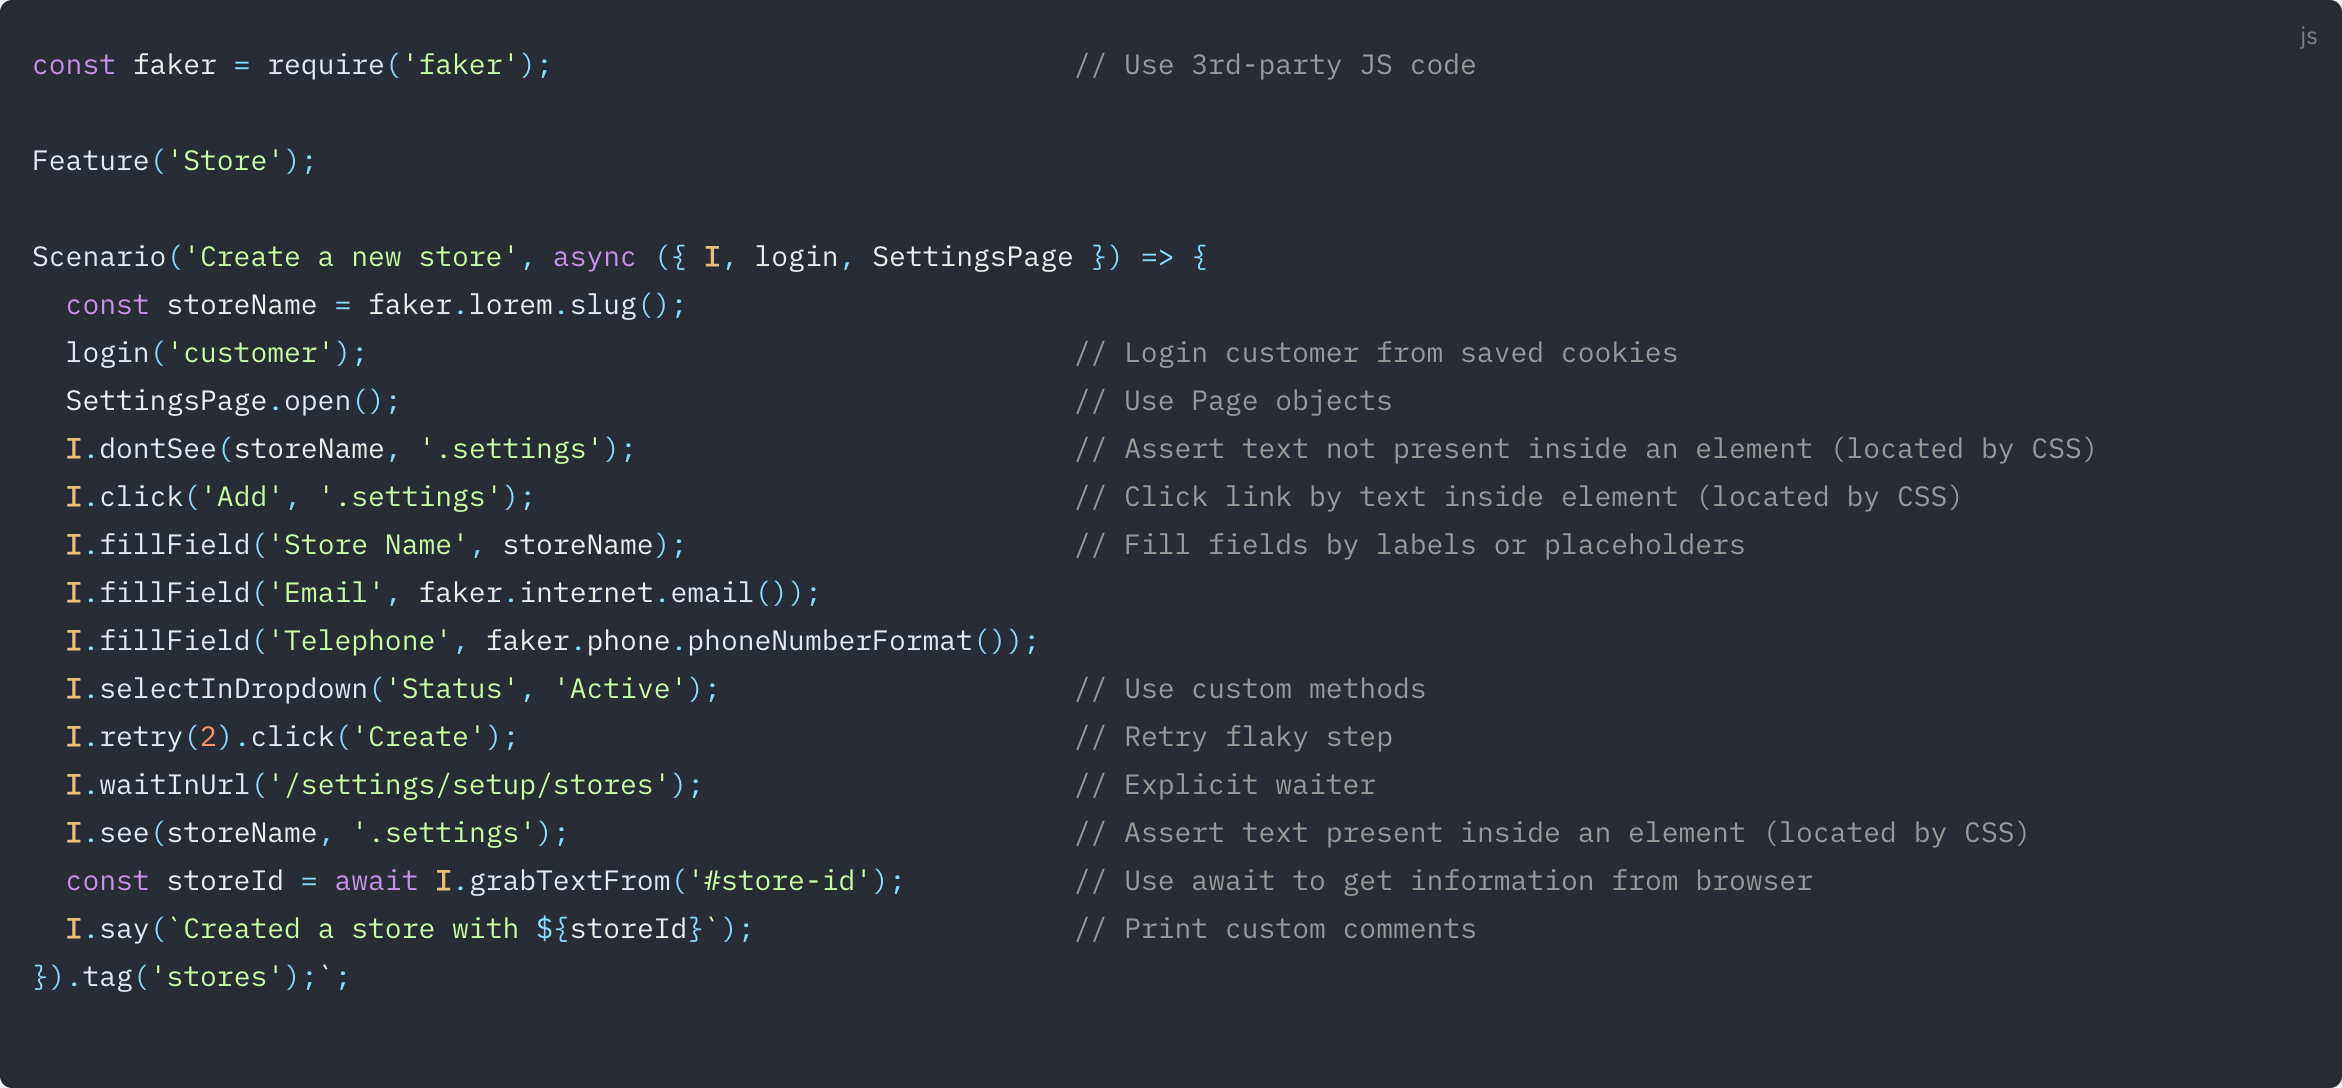 js
const faker = require('faker');                               // Use 3rd-party JS code

Feature('Store');

Scenario('Create a new store', async ({ I, login, SettingsPage }) => {
  const storeName = faker.lorem.slug();
  login('customer');                                          // Login customer from saved cookies
  SettingsPage.open();                                        // Use Page objects
  I.dontSee(storeName, '.settings');                          // Assert text not present inside an element (located by CSS)
  I.click('Add', '.settings');                                // Click link by text inside element (located by CSS)
  I.fillField('Store Name', storeName);                       // Fill fields by labels or placeholders
  I.fillField('Email', faker.internet.email());
  I.fillField('Telephone', faker.phone.phoneNumberFormat());
  I.selectInDropdown('Status', 'Active');                     // Use custom methods
  I.retry(2).click('Create');                                 // Retry flaky step
  I.waitInUrl('/settings/setup/stores');                      // Explicit waiter
  I.see(storeName, '.settings');                              // Assert text present inside an element (located by CSS)
  const storeId = await I.grabTextFrom('#store-id');          // Use await to get information from browser
  I.say(`Created a store with ${storeId}`);                   // Print custom comments
}).tag('stores');`;